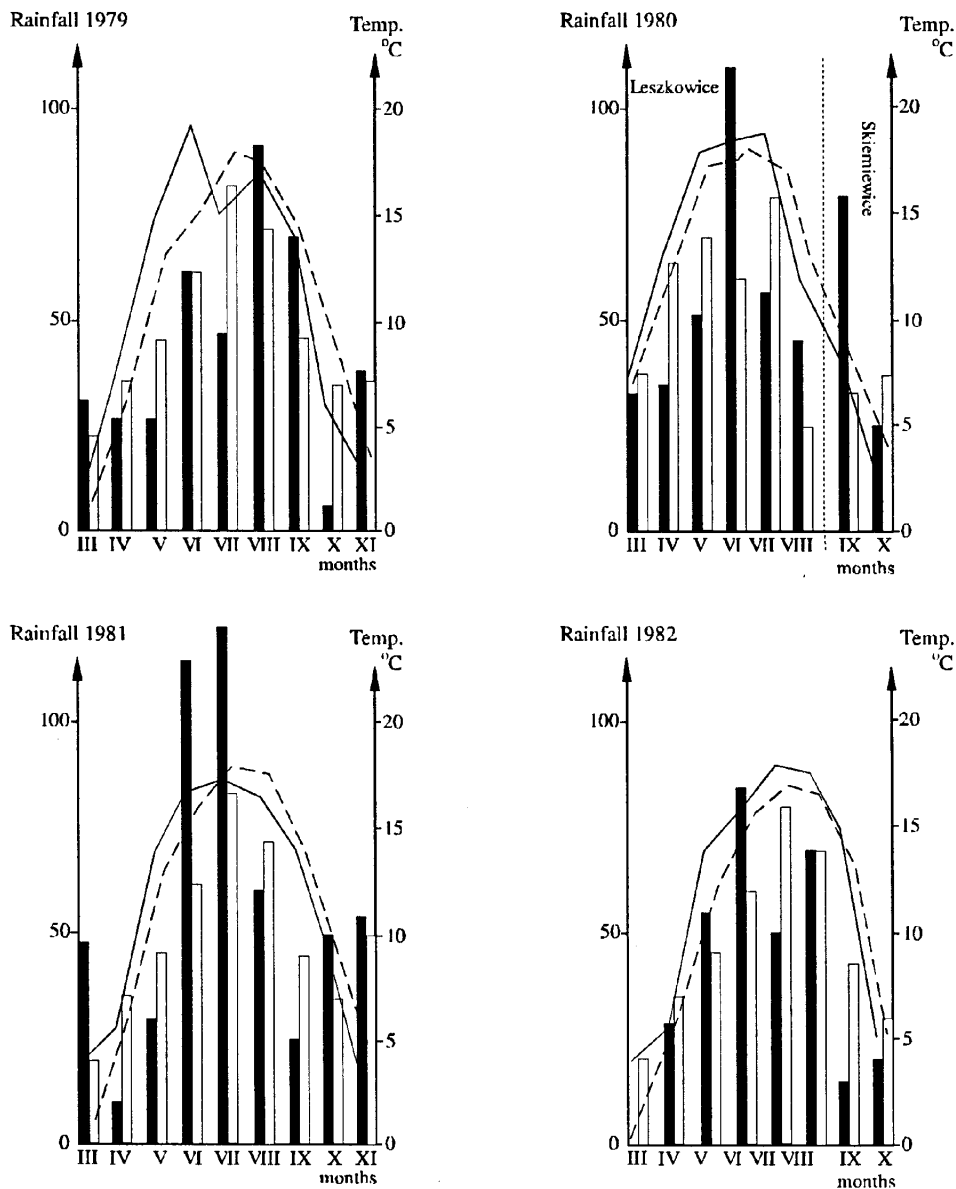 Rainfall 1979
Temp.
°C
100
50
0
20
15
10
5
0
III IV V VI VII VIII IX X XI
months
Rainfall 1980
Temp.
°C
Leszkowice
Skierniewice
100
50
0
20
15
10
5
0
III IV V VI VII VIII IX X
months
Rainfall 1981
Temp.
°C
100
50
0
20
15
10
5
0
III IV V VI VII VIII IX X XI
months
Rainfall 1982
Temp.
°C
100
50
0
20
15
10
5
0
III IV V VI VII VIII IX X
months